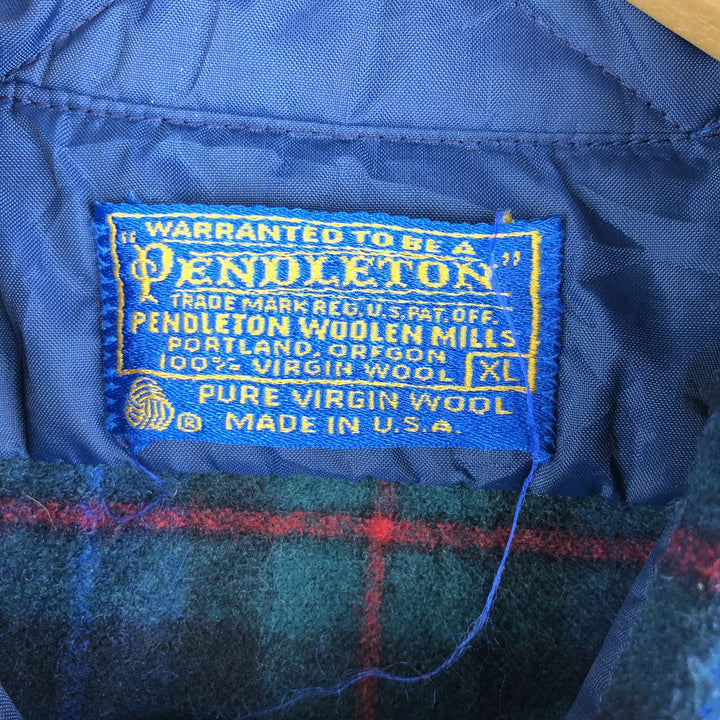 WARRANTED TO BE A
"PENDLETON"
TRADE MARK REG. U.S. PAT. OFF.
PENDLETON WOOLEN MILLS
PORTLAND, OREGON
100% VIRGIN WOOL XL
PURE VIRGIN WOOL
® MADE IN U.S.A.